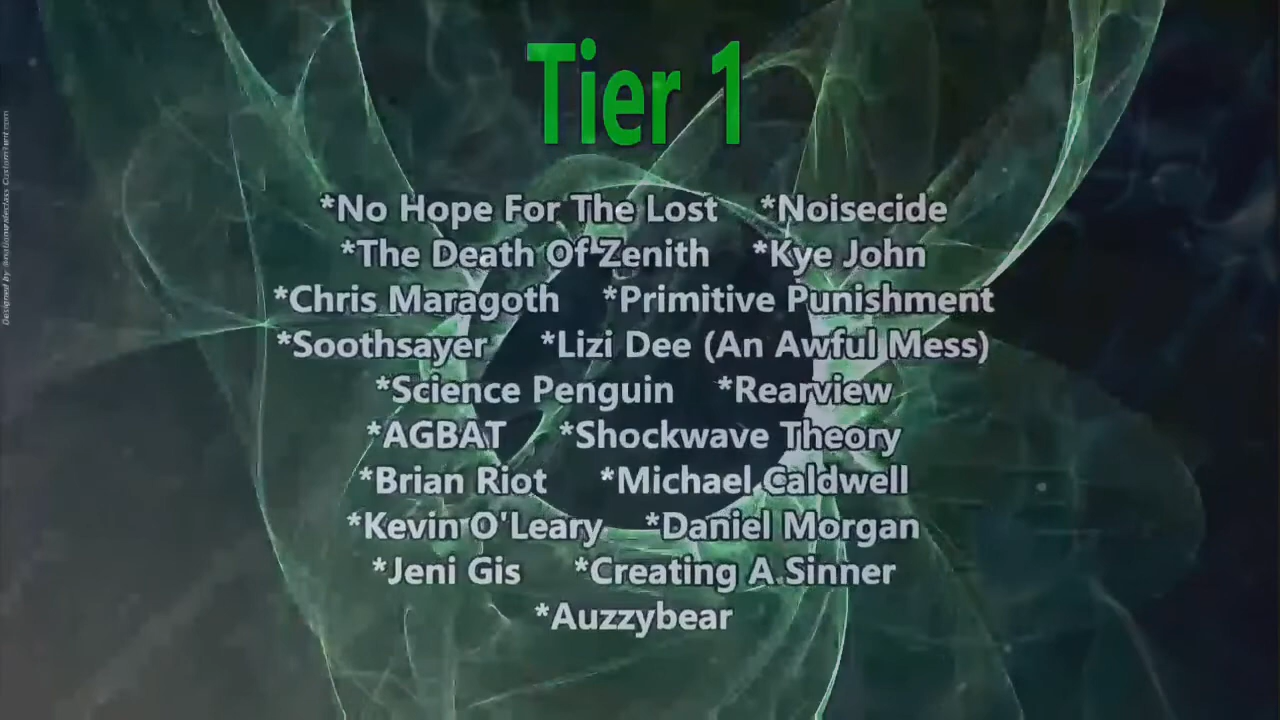 Tier 1
*No Hope For The Lost *Noisecide
*The Death Of Zenith *Kye John
*Chris Maragoth *Primitive Punishment
*Soothsayer *Lizi Dee (An Awful Mess)
*Science Penguin *Rearview
*AGBAT *Shockwave Theory
*Brian Riot *Michael Caldwell
*Kevin O'Leary *Daniel Morgan
*Jeni Gis *Creating A Sinner
*Auzzybear
Designed by